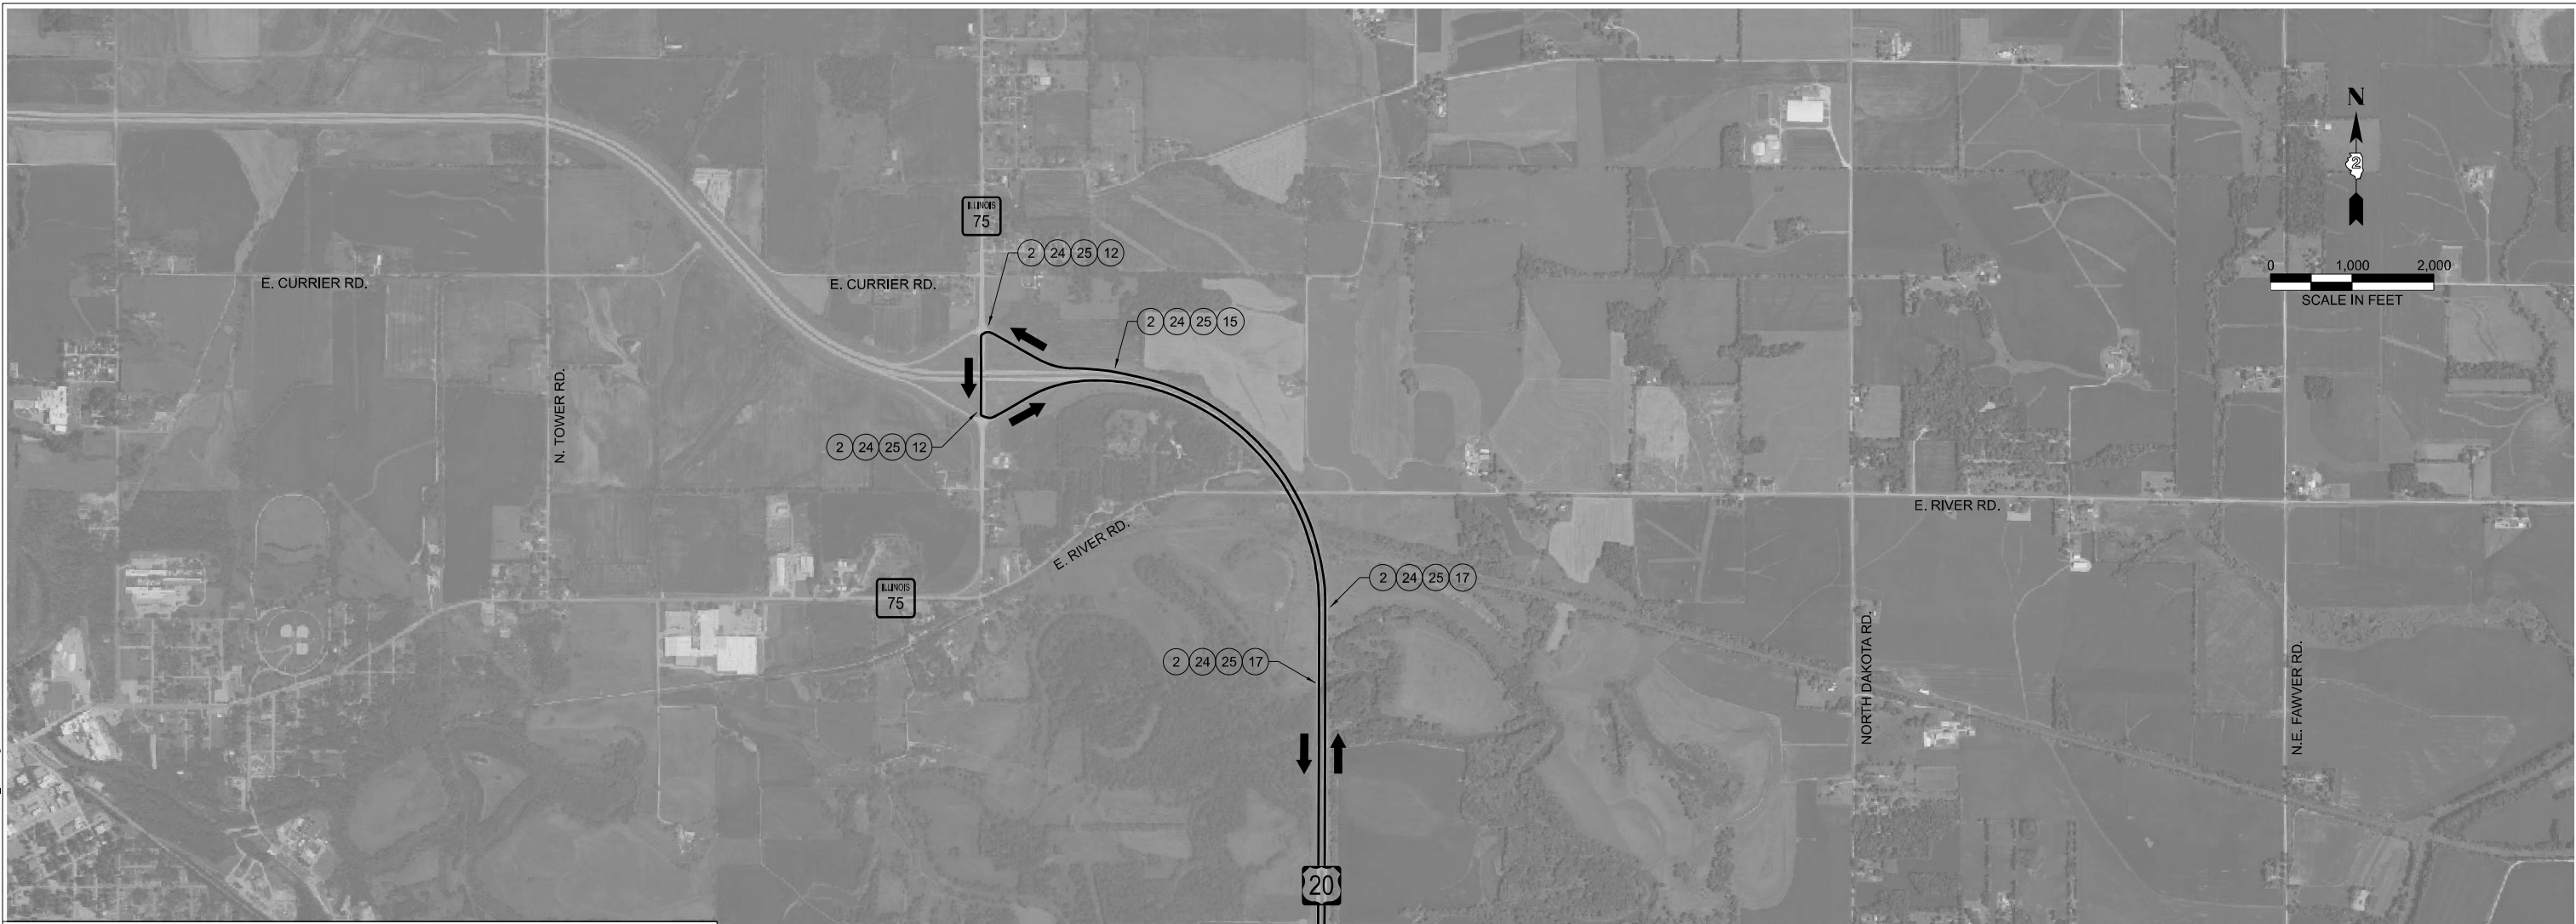 N
2
ILLINOIS
75
2 24 25 12
0 1,000 2,000
SCALE IN FEET
E. CURRIER RD.
E. CURRIER RD.
2 24 25 15
N. TOWER RD.
2 24 25 12
E. RIVER RD.
E. RIVER RD.
2 24 25 17
ILLINOIS
75
NORTH DAKOTA RD.
N.E. FAWVER RD.
2 24 25 17
20